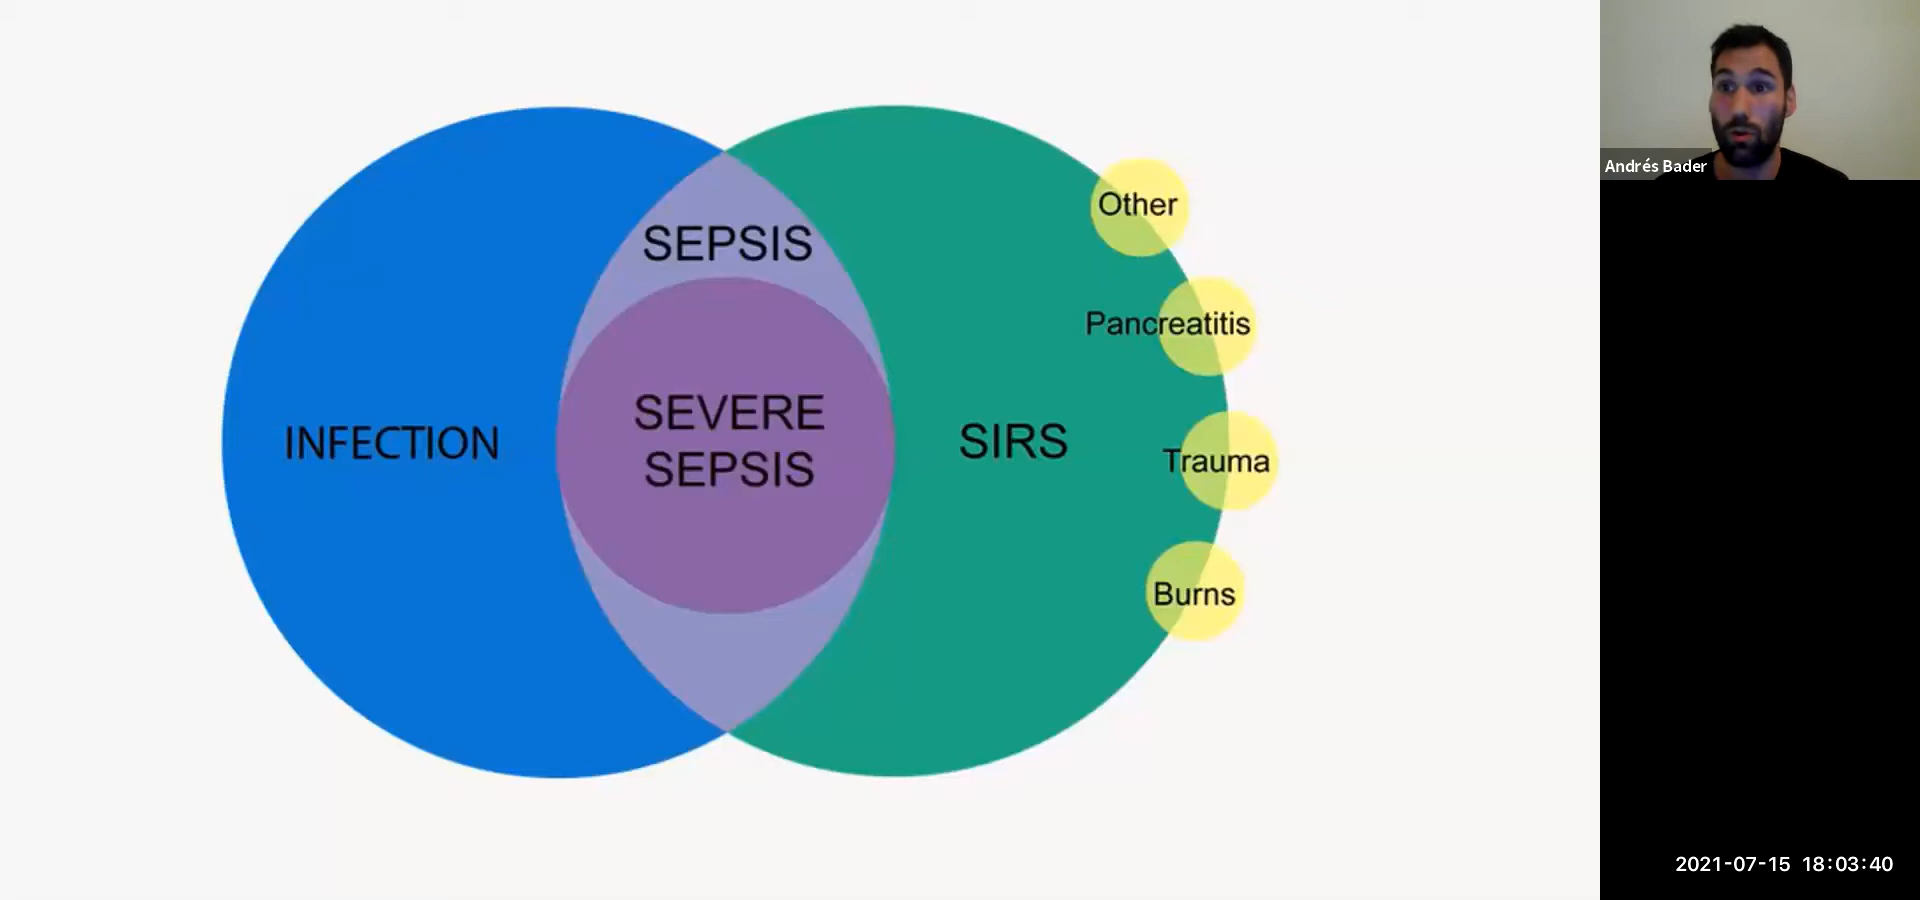 SEPSIS
SEVERE
SEPSIS
INFECTION
SIRS
Other
Pancreatitis
Trauma
Burns
Andrés Bader
2021-07-15 18:03:40